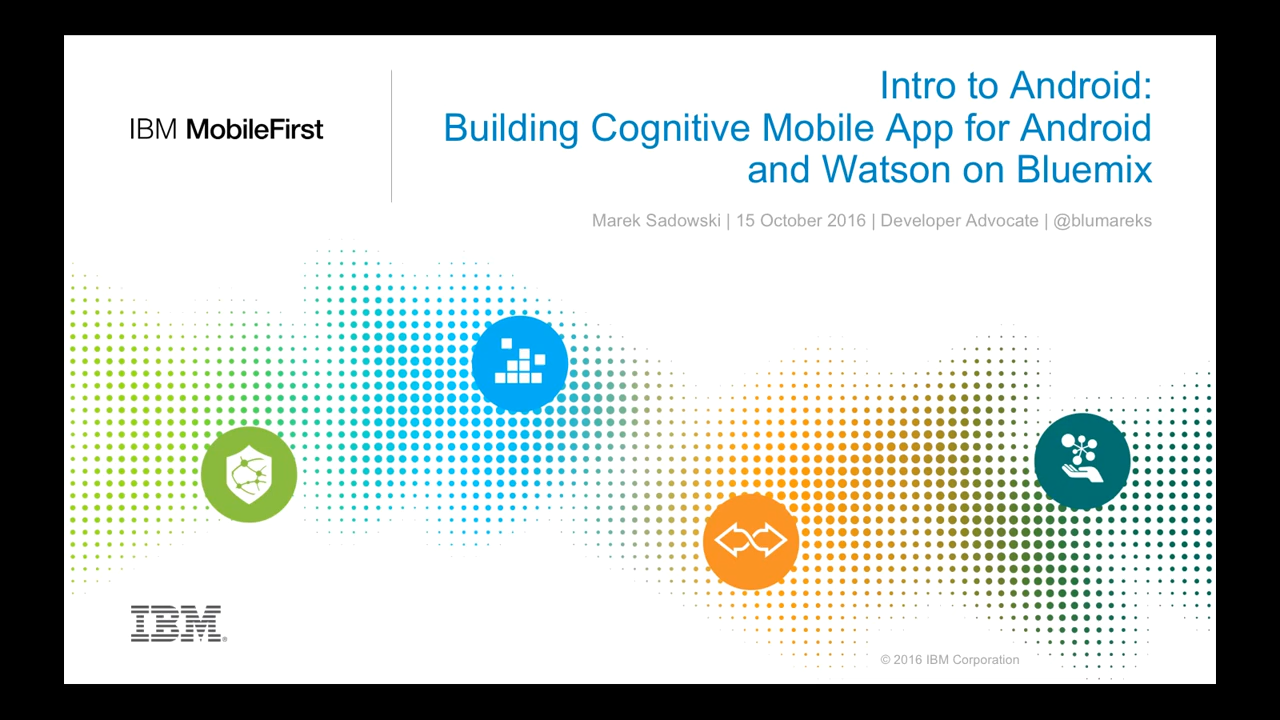 IBM MobileFirst
Intro to Android:
Building Cognitive Mobile App for Android
and Watson on Bluemix
Marek Sadowski | 15 October 2016 | Developer Advocate | @blumareks
IBM®
© 2016 IBM Corporation